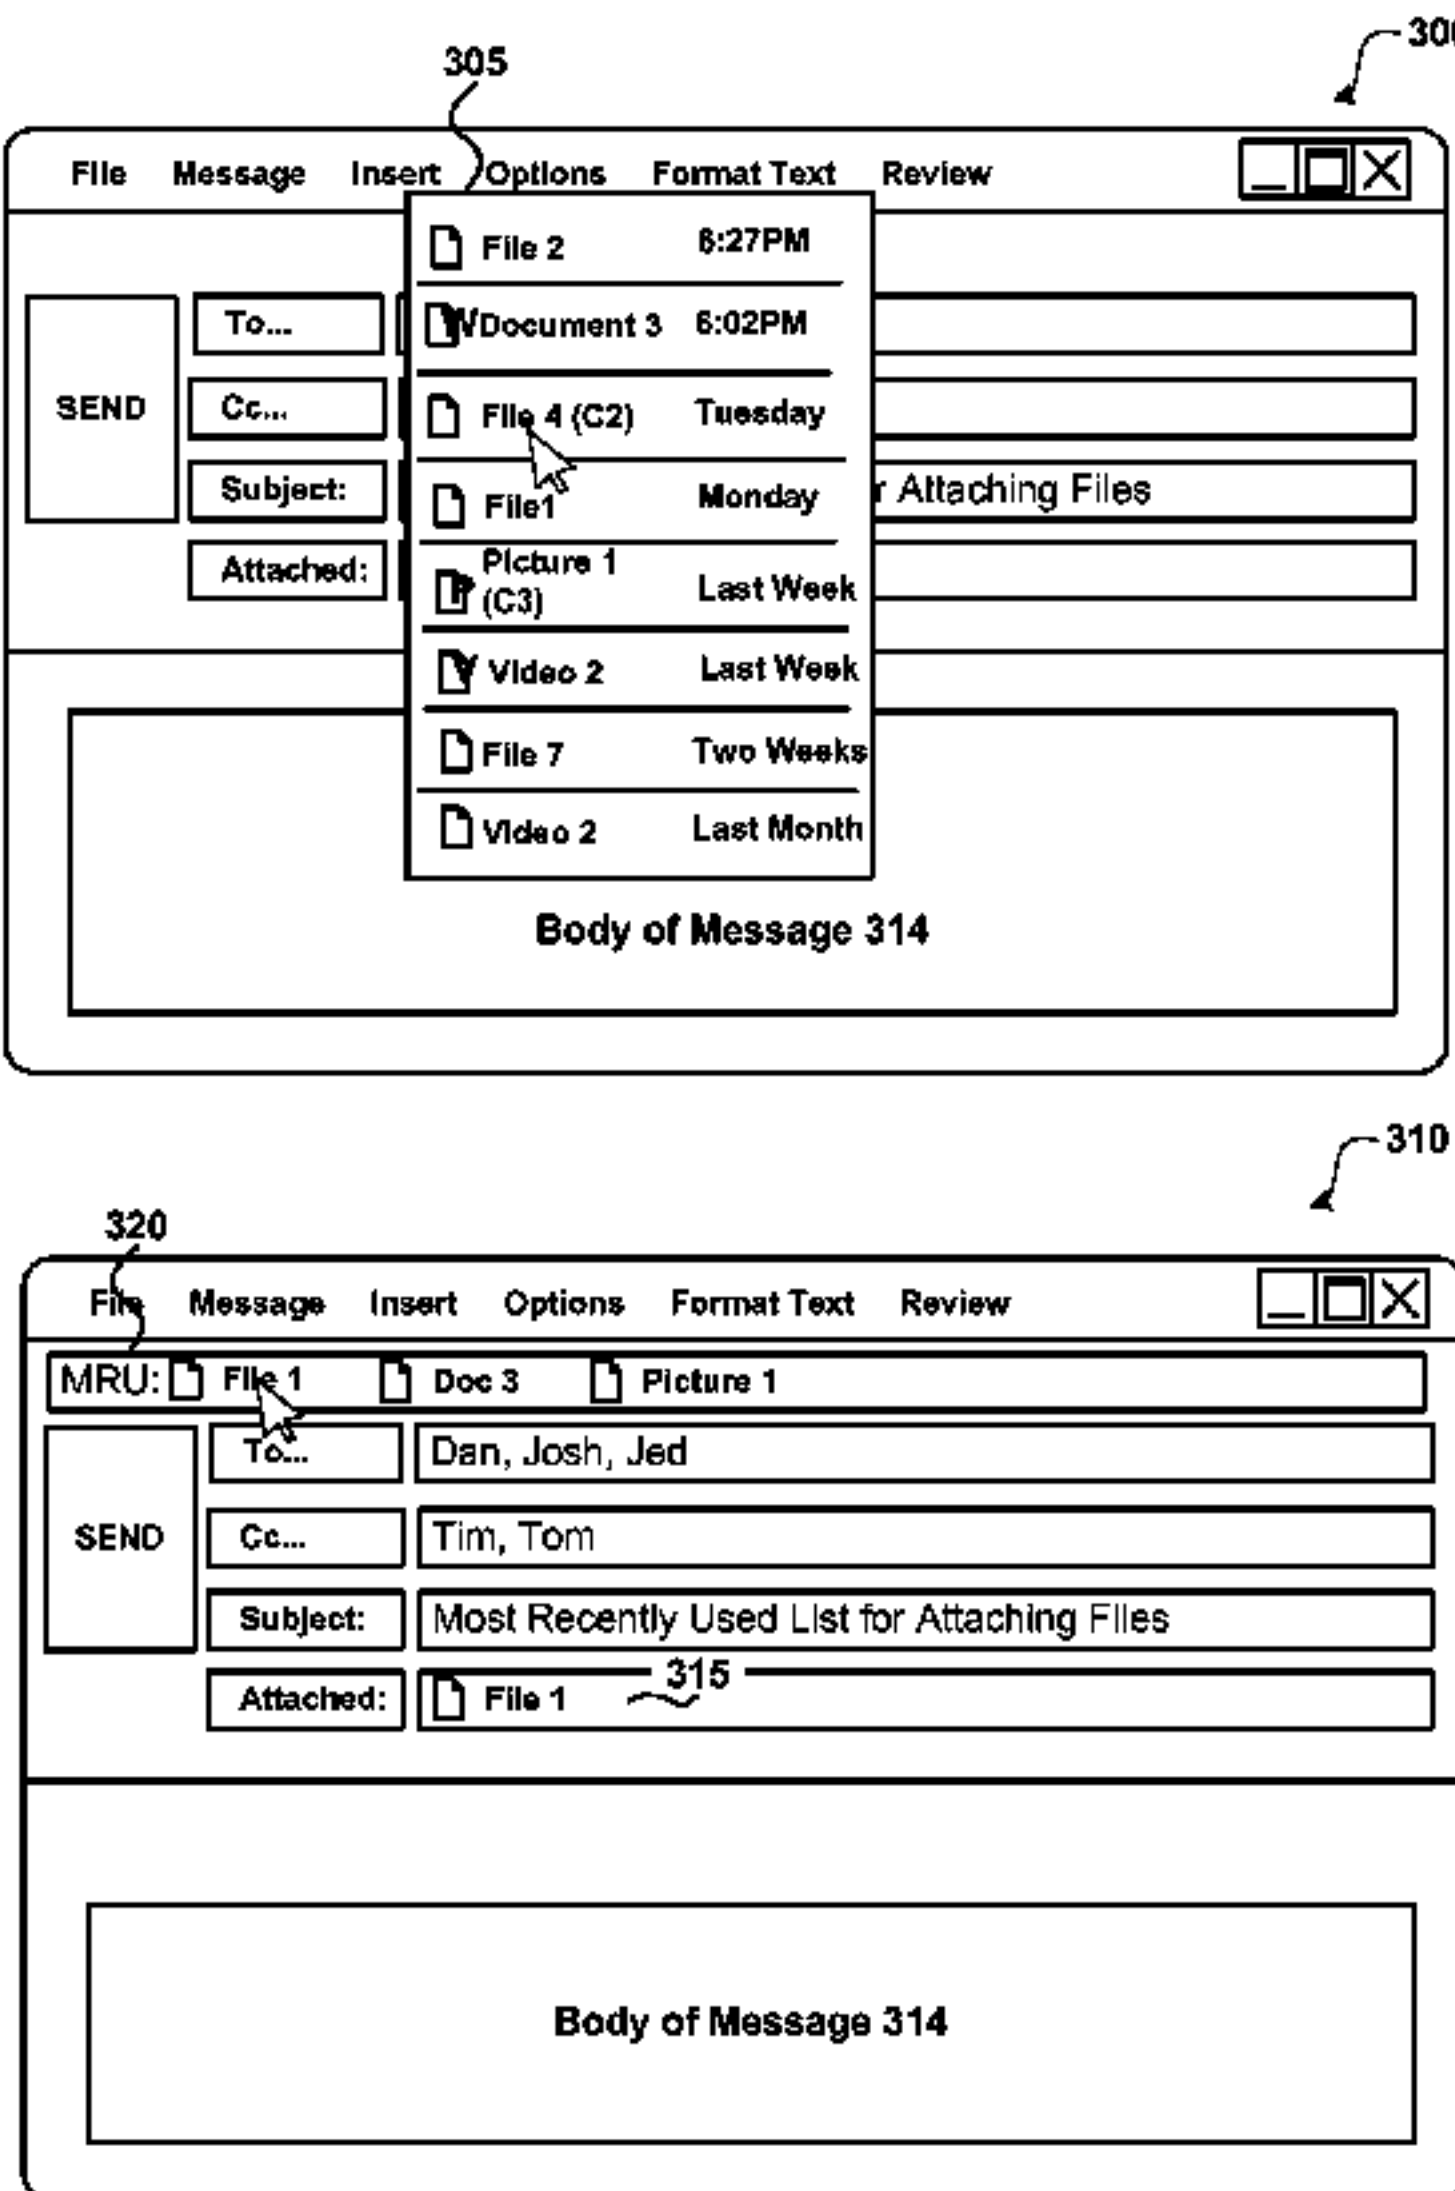 300
305
File Message Insert Options Format Text Review
File 2 6:27PM
W Document 3 6:02PM
To...
SEND
Cc...
File 4 (C2) Tuesday
Subject:
File1 Monday
r Attaching Files
Attached:
P Picture 1
(C3) Last Week
V Video 2 Last Week
File 7 Two Weeks
Video 2 Last Month
Body of Message 314
310
320
File Message Insert Options Format Text Review
MRU: File 1 Doc 3 Picture 1
To... Dan, Josh, Jed
SEND
Cc... Tim, Tom
Subject: Most Recently Used List for Attaching Files
315
Attached: File 1
Body of Message 314